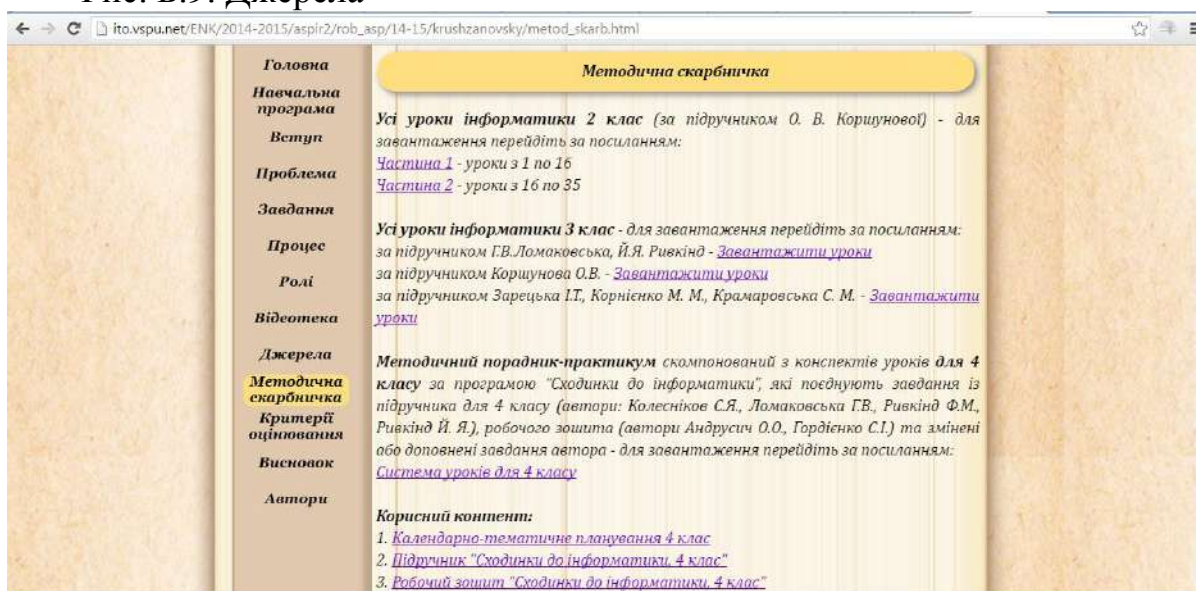 Рис. В.9. Джерела
ito.vspu.net/ENK/2014-2015/aspir2/rob_asp/14-15/krushzanovsky/metod_skarb.html
Головна
Навчальна
програма
Вступ
Проблема
Завдання
Процес
Ролі
Відеотека
Джерела
Методична
скарбничка
Критерії
оцінювання
Висновок
Автори
Методична скарбничка
Усі уроки інформатики 2 клас (за підручником О. В. Коршунової) - для
завантаження перейдіть за посиланням:
Частина 1 - уроки з 1 по 16
Частина 2 - уроки з 16 по 35
Усі уроки інформатики 3 клас - для завантаження перейдіть за посиланням:
за підручником Г.В.Ломаковська, Й.Я. Ривкінд - Завантажити уроки
за підручником Коршунова О.В. - Завантажити уроки
за підручником Зарецька І.Т., Корнієнко М. М., Крамаровська С. М. - Завантажити
уроки
Методичний порадник-практикум скомпонований з конспектів уроків для 4
класу за програмою "Сходинки до інформатики", які поєднують завдання із
підручника для 4 класу (автори: Колесніков С.Я., Ломаковська Г.В., Ривкінд Ф.М.,
Ривкінд Й. Я.), робочого зошита (автори Андрусич О.О., Гордієнко С.І.) та змінені
або доповнені завдання автора - для завантаження перейдіть за посиланням:
Система уроків для 4 класу
Корисний контент:
1. Календарно-тематичне планування 4 клас
2. Підручник "Сходинки до інформатики. 4 клас"
3. Робочий зошит "Сходинки до інформатики. 4 клас"